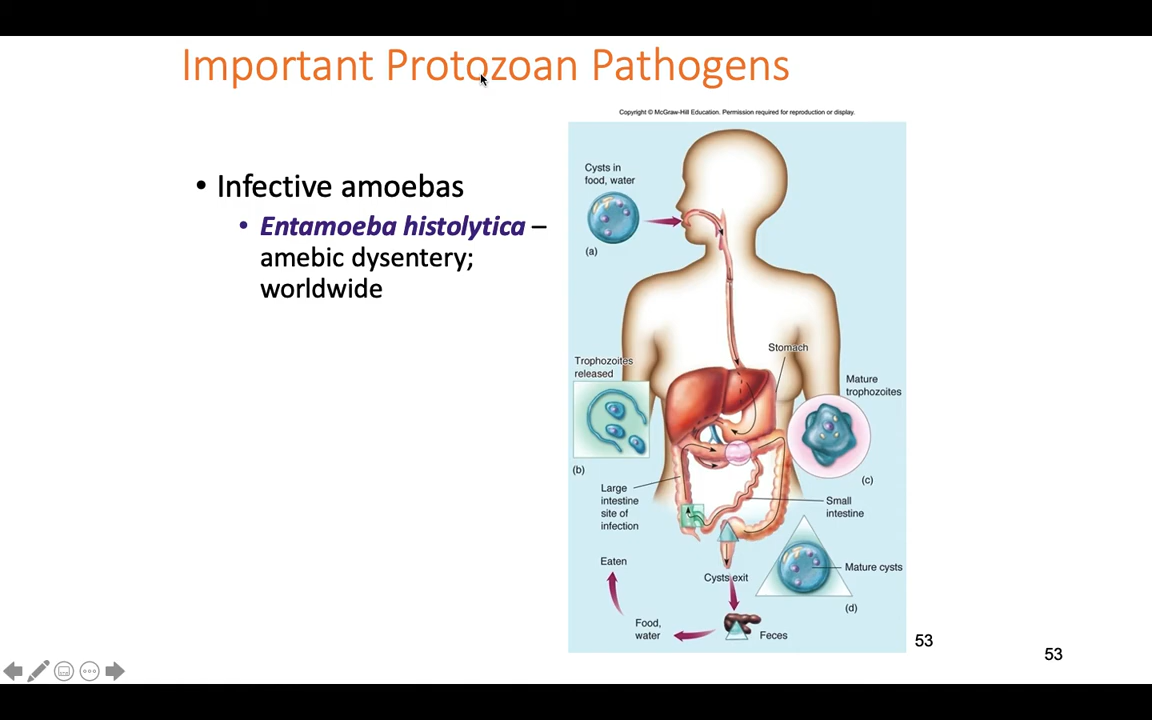 Important Protozoan Pathogens
Copyright © McGraw-Hill Education. Permission required for reproduction or display.
• Infective amoebas
• Entamoeba histolytica –
amebic dysentery;
worldwide
Cysts in
food, water
(a)
Stomach
Trophozoites
released
(b)
Mature
trophozoites
(c)
Large
intestine
site of
infection
Small
intestine
Eaten
Cysts exit
Mature cysts
(d)
Food,
water
Feces
53
53